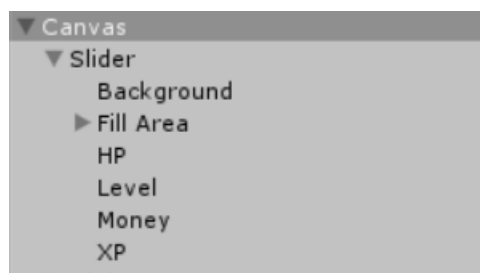 Canvas
Slider
Background
Fill Area
HP
Level
Money
XP